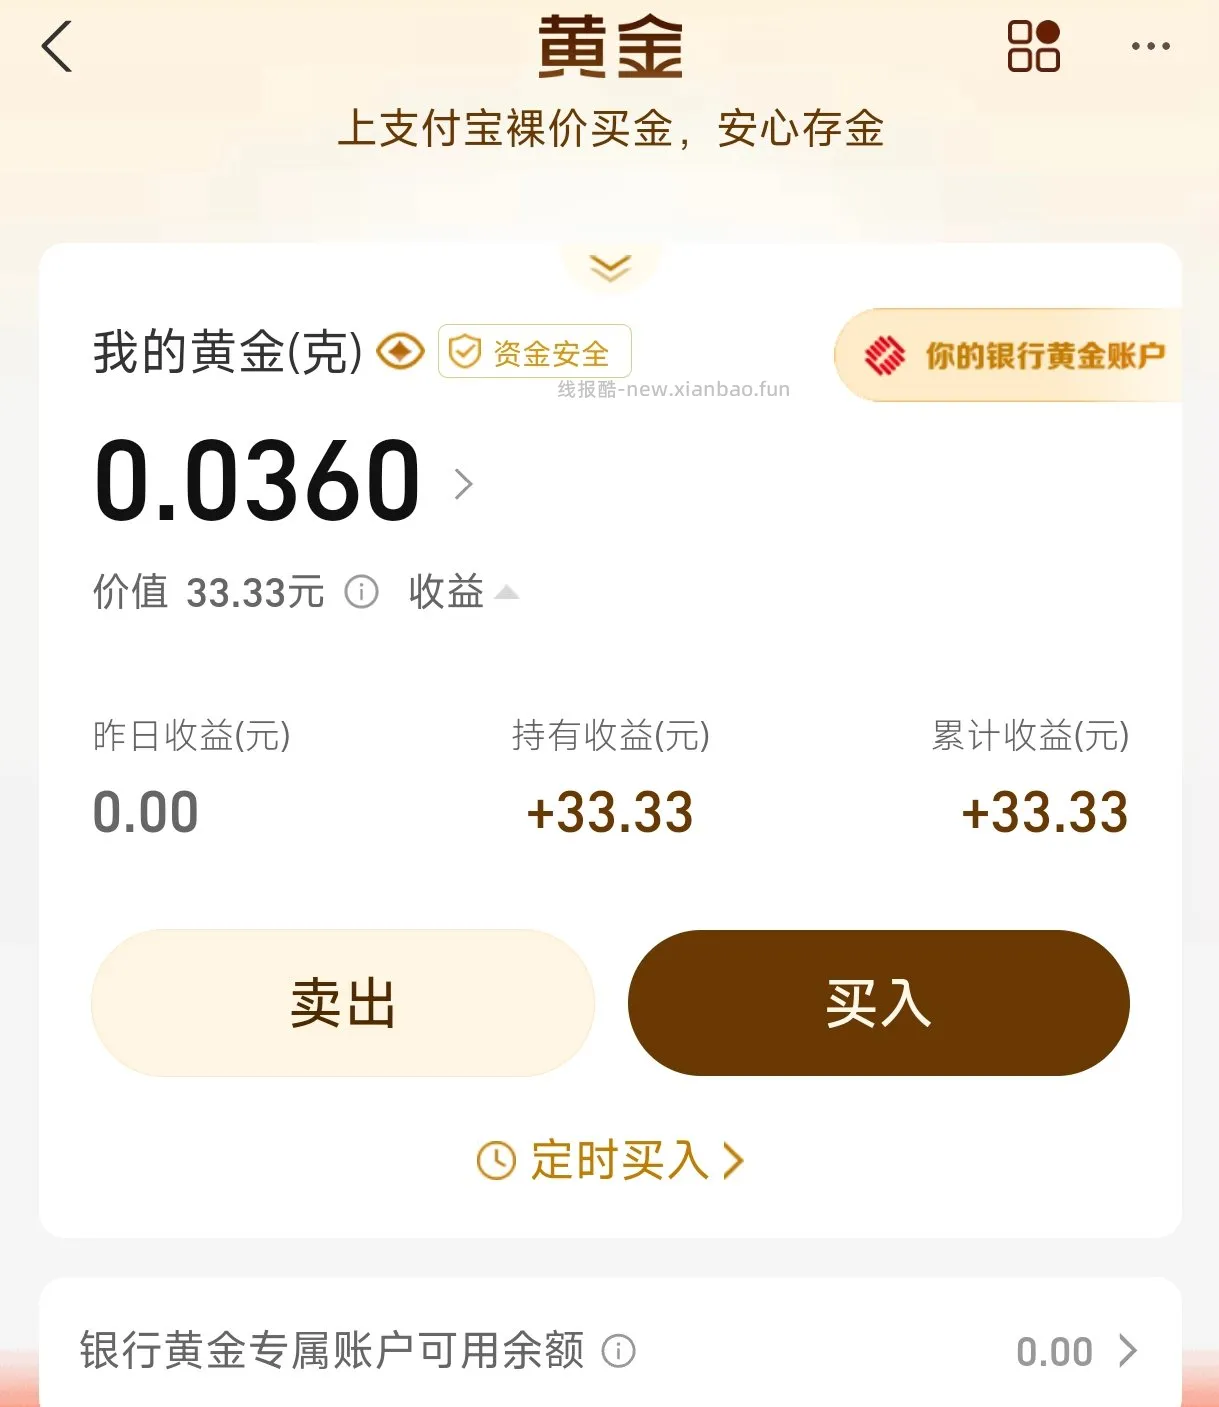 黄金
上支付宝裸价买金，安心存金
我的黄金(克) 资金安全 你的银行黄金账户
线报酷-new.xianbao.fun
0.0360
价值 33.33元 收益
昨日收益(元) 持有收益(元) 累计收益(元)
0.00 +33.33 +33.33
卖出 买入
定时买入
银行黄金专属账户可用余额 0.00